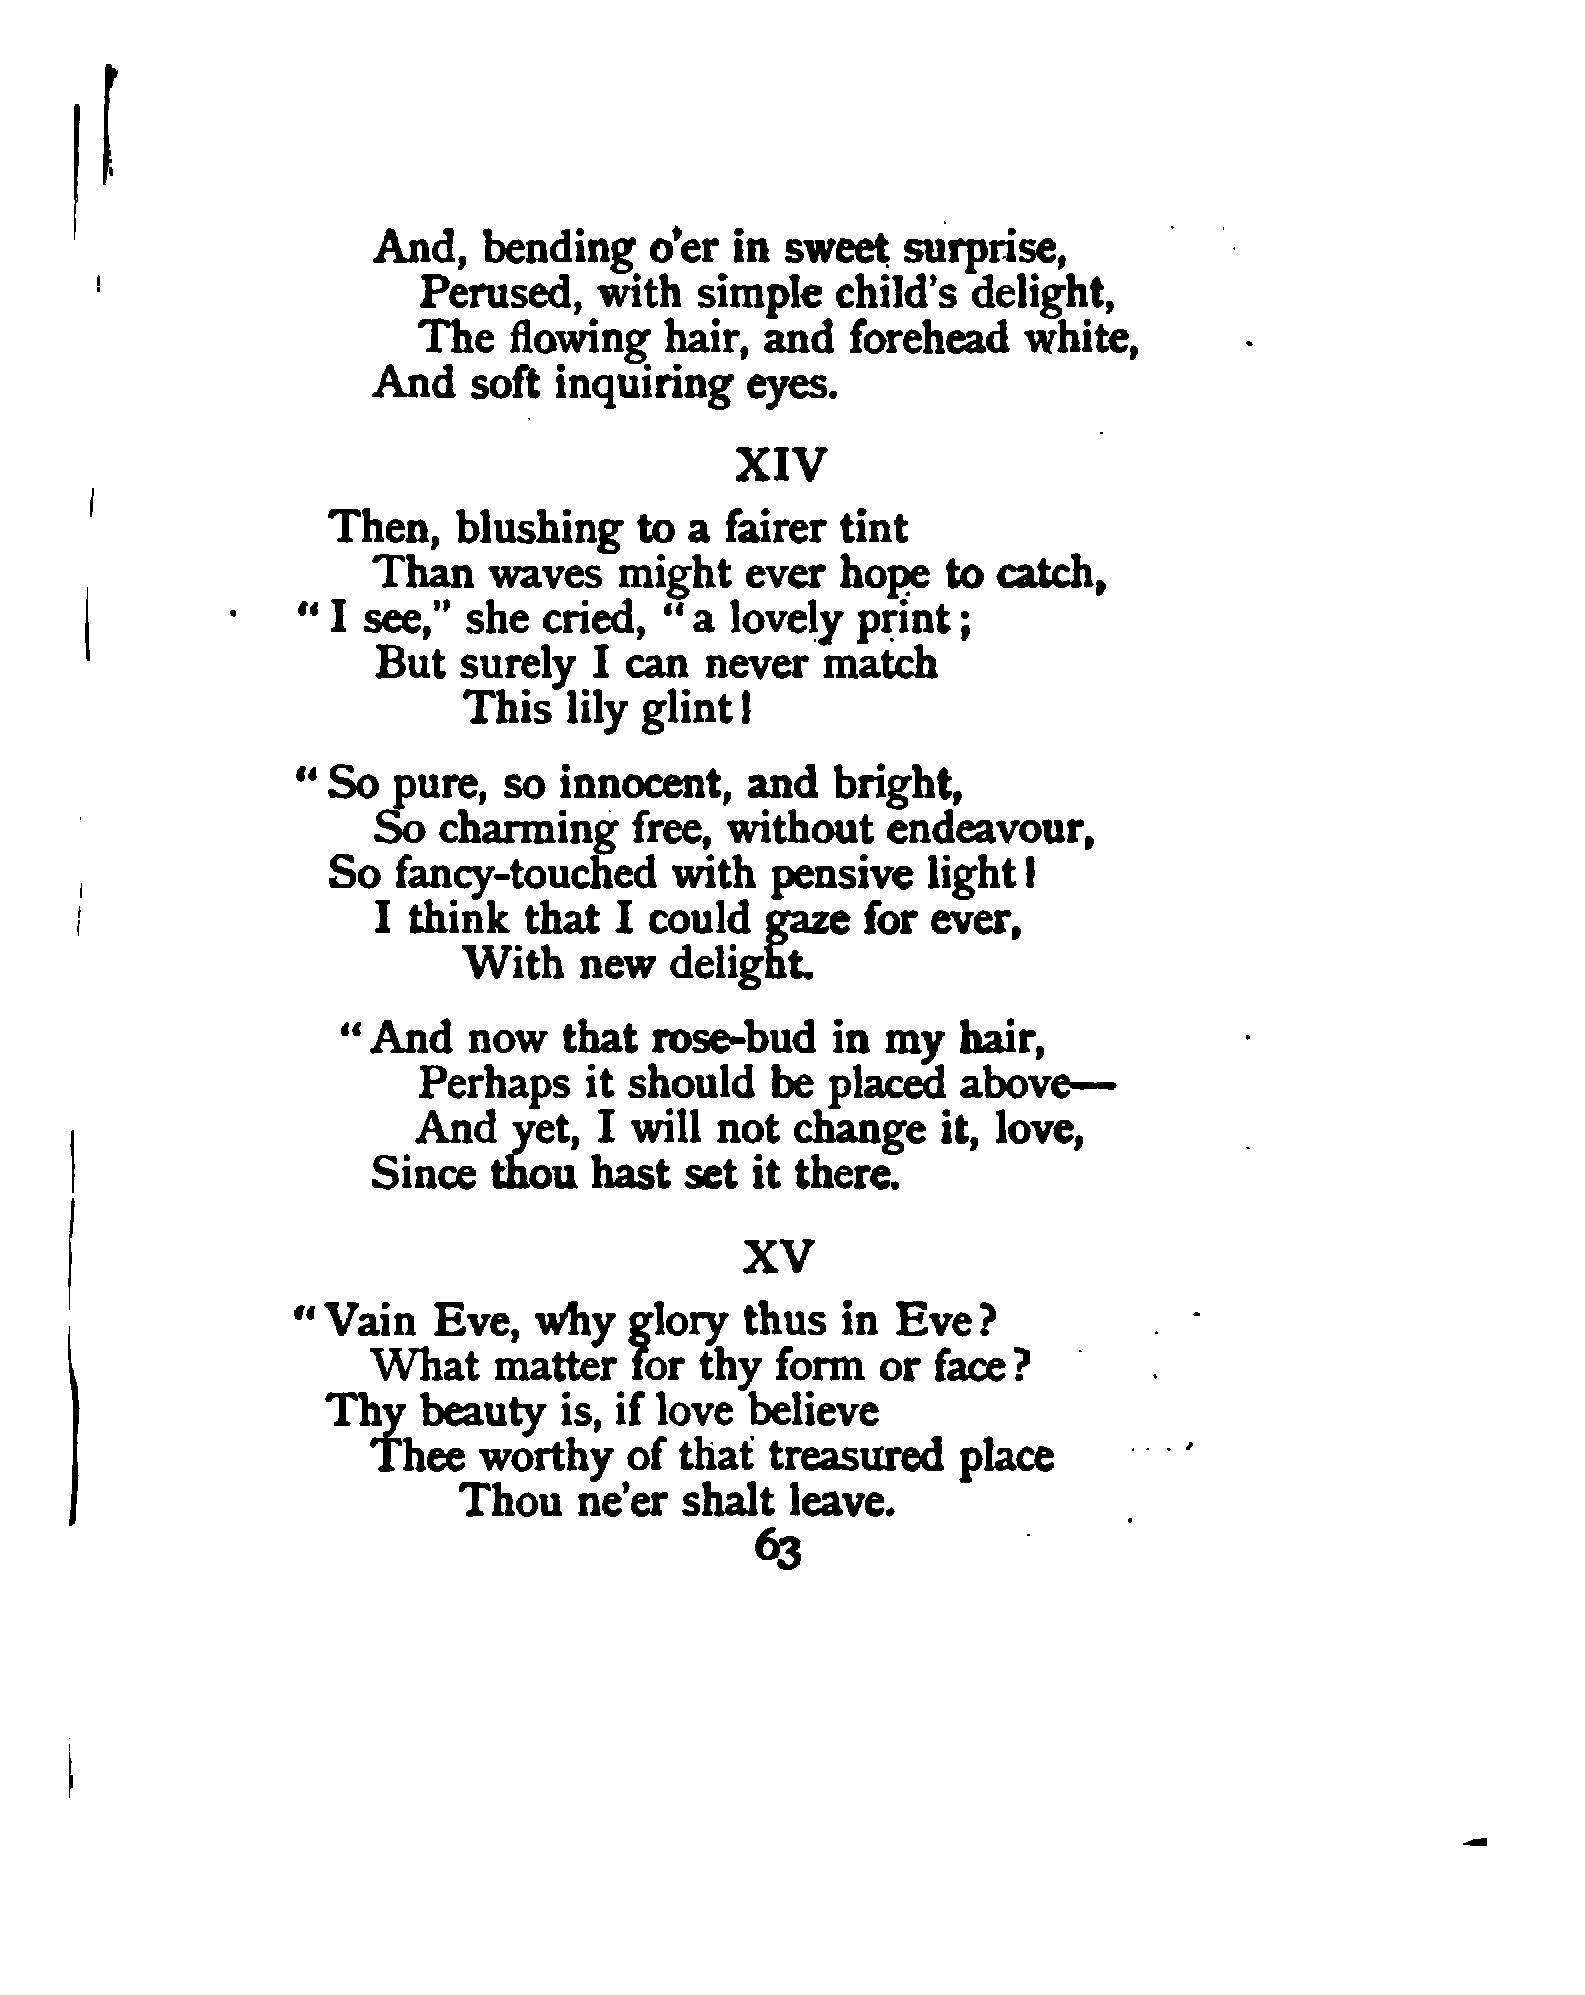 And, bending o'er in sweet surprise,
Perused, with simple child's delight,
The flowing hair, and forehead white,
And soft inquiring eyes.
XIV
Then, blushing to a fairer tint
Than waves might ever hope to catch,
"I see," she cried, "a lovely print;
But surely I can never match
This lily glint!
"So pure, so innocent, and bright,
So charming free, without endeavour,
So fancy-touched with pensive light!
I think that I could gaze for ever,
With new delight.
"And now that rose-bud in my hair,
Perhaps it should be placed above—
And yet, I will not change it, love,
Since thou hast set it there.
XV
"Vain Eve, why glory thus in Eve?
What matter for thy form or face?
Thy beauty is, if love believe
Thee worthy of that treasured place
Thou ne'er shalt leave.
63